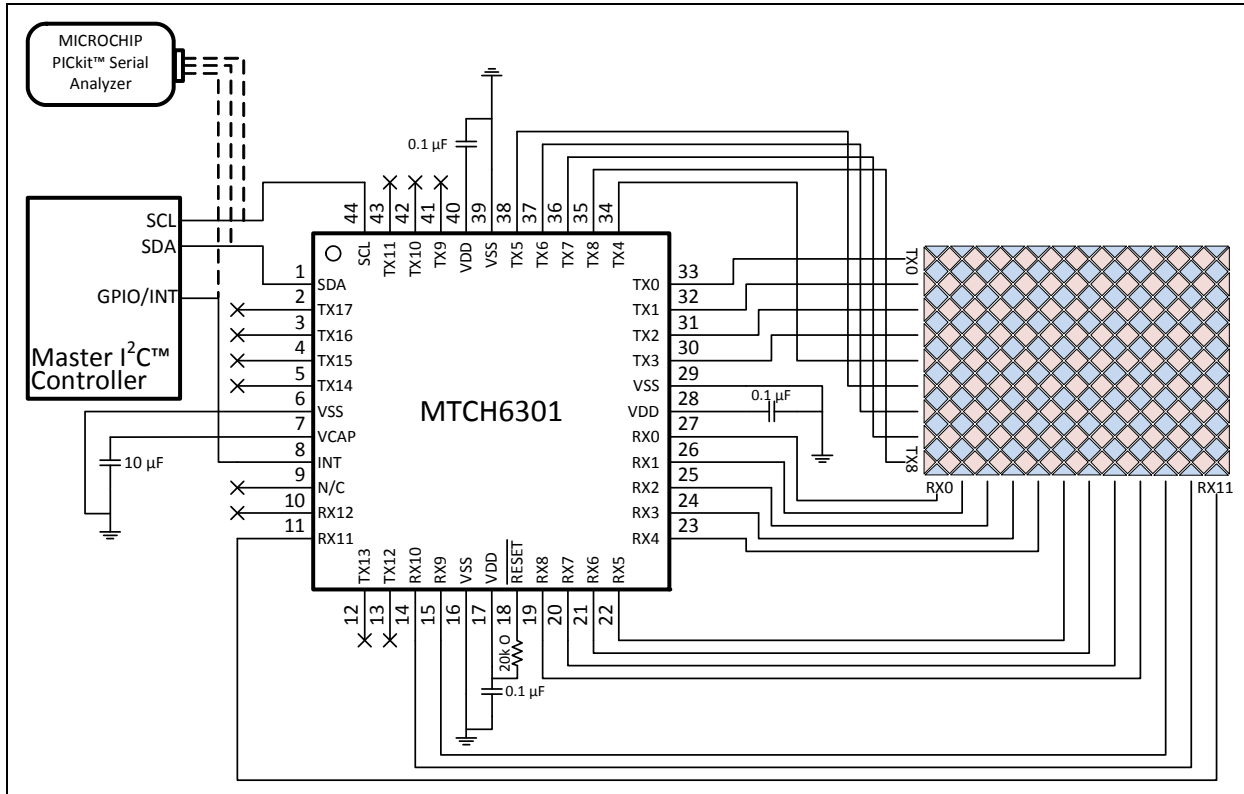 MICROCHIP
PICkit™ Serial
Analyzer
SCL
SDA
GPIO/INT
Master I²C™
Controller
0.1 µF
44
43
42
41
40
39
38
37
36
35
34
SCL
TX11
TX10
TX9
VDD
VSS
TX5
TX6
TX7
TX8
TX4
1
SDA
2
TX17
3
TX16
4
TX15
5
TX14
6
VSS
7
VCAP
8
INT
9
N/C
10
RX12
11
RX11
10 µF
MTCH6301
33
TX0
32
TX1
31
TX2
30
TX3
29
VSS
28
VDD
27
RX0
26
RX1
25
RX2
24
RX3
23
RX4
0.1 µF
TX13
TX12
RX10
RX9
VSS
VDD
RESET
RX8
RX7
RX6
RX5
12
13
14
15
16
17
18
19
20
21
22
20k Ω
0.1 µF
TX0
TX8
RX0
RX11